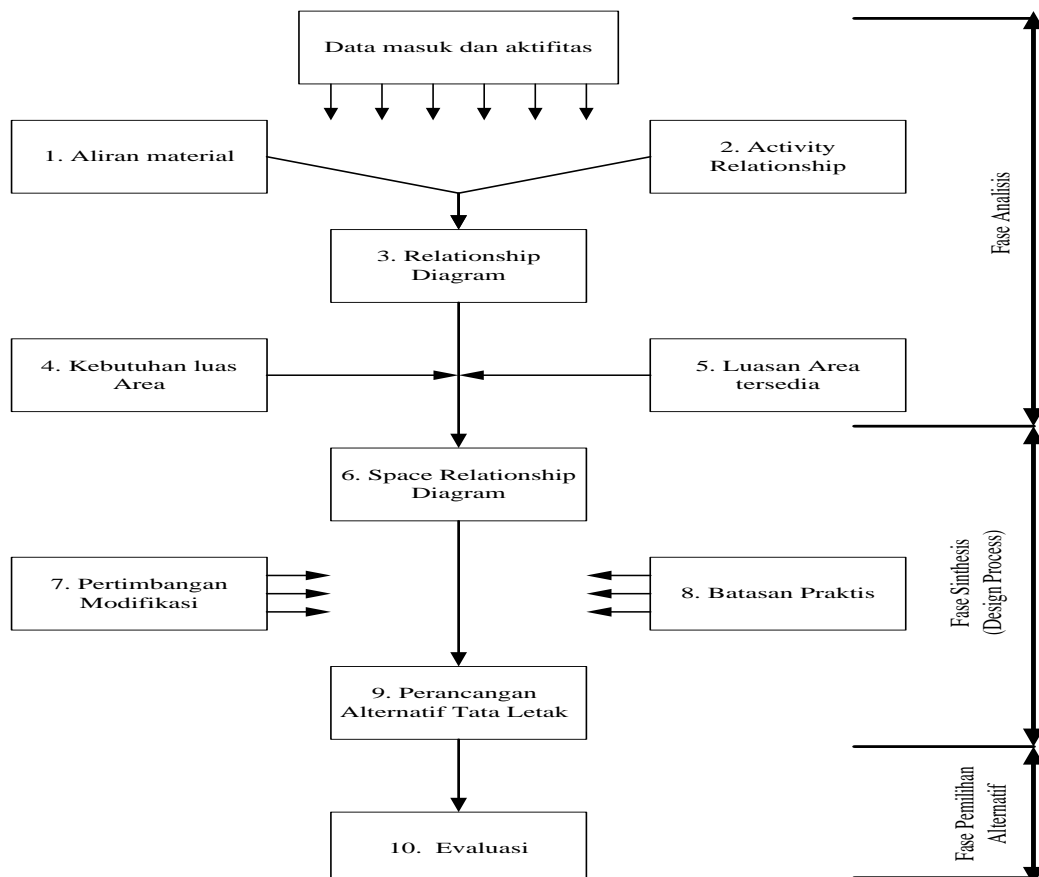 Data masuk dan aktifitas
1. Aliran material
2. Activity
Relationship
3. Relationship
Diagram
4. Kebutuhan luas
Area
5. Luasan Area
tersedia
6. Space Relationship
Diagram
7. Pertimbangan
Modifikasi
8. Batasan Praktis
9. Perancangan
Alternatif Tata Letak
10. Evaluasi
Fase Analisis
Fase Sinthesis
(Design Process)
Fase Pemilihan
Alternatif